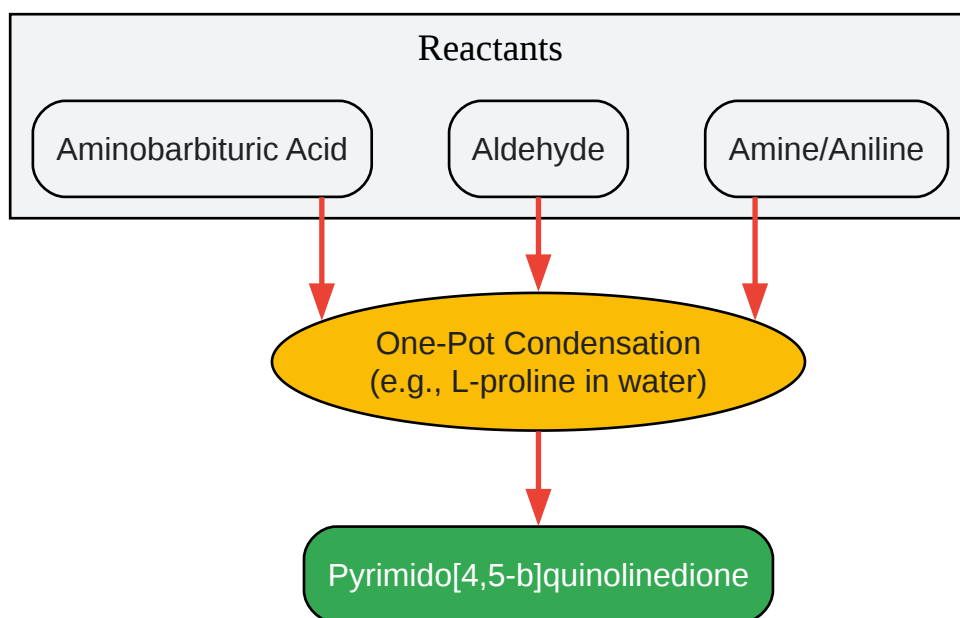 Reactants
Aminobarbituric Acid
Aldehyde
Amine/Aniline
One-Pot Condensation
(e.g., L-proline in water)
Pyrimido[4,5-b]quinolinedione